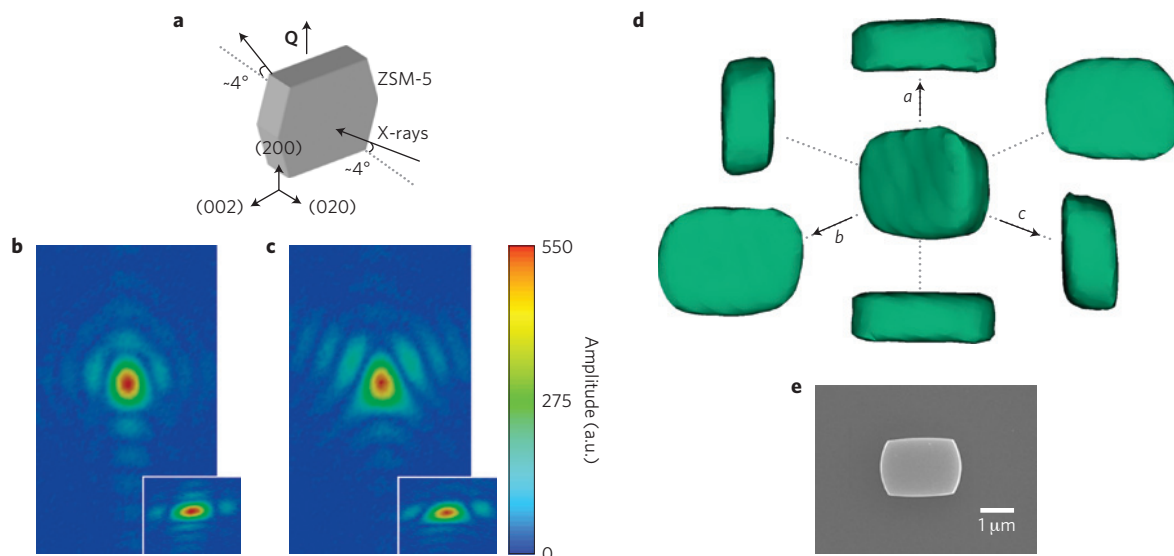 a
Q
~4°
ZSM-5
X-rays
(200)
~4°
(002)
(020)
b
c
550
Amplitude (a.u.)
275
0
d
a
b
c
e
1 μm